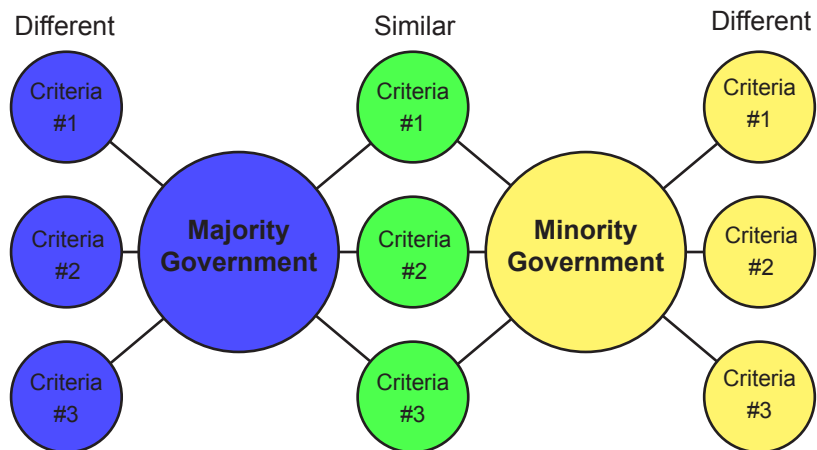 Different
Similar
Different
Criteria
#1
Criteria
#1
Criteria
#1
Majority
Government
Minority
Government
Criteria
#2
Criteria
#2
Criteria
#2
Criteria
#3
Criteria
#3
Criteria
#3